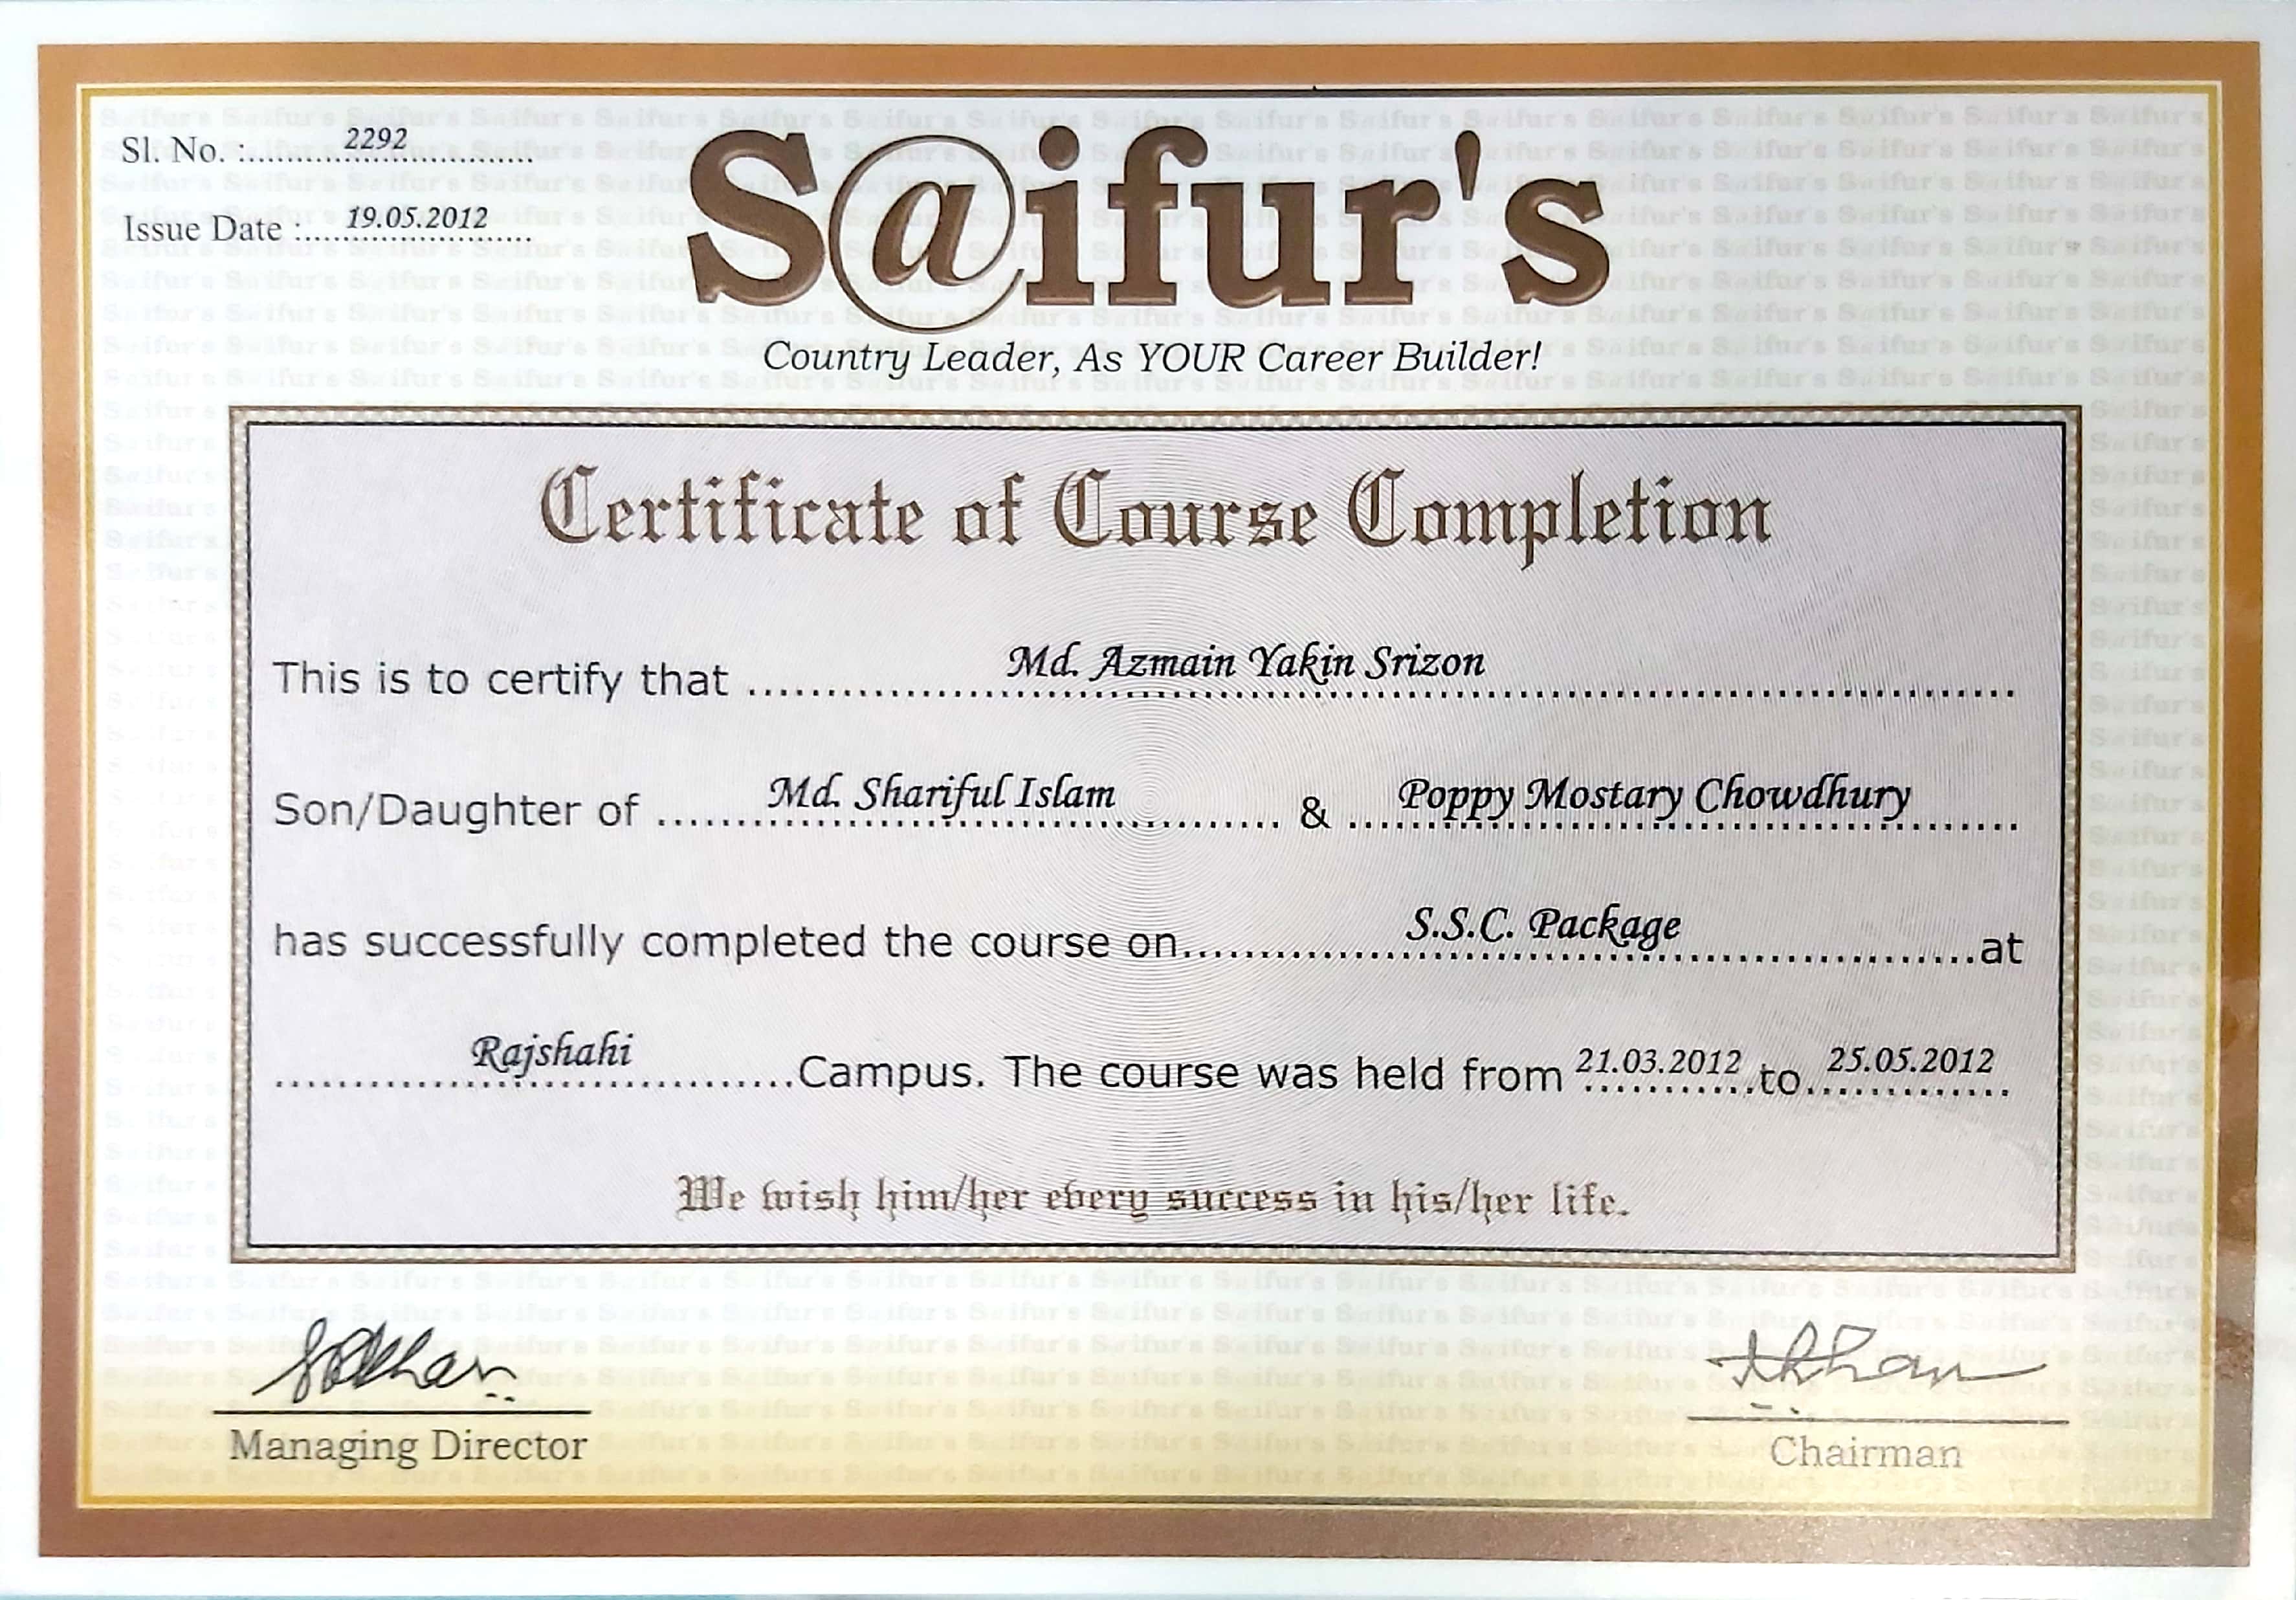 Sl. No. :..............2292..............
Issue Date :......19.05.2012......
S@ifur's
Country Leader, As YOUR Career Builder!
Certificate of Course Completion
This is to certify that ........Md. Azmain Yakin Srizon........
Son/Daughter of ........Md. Shariful Islam........ & ........Poppy Mostary Chowdhury........
has successfully completed the course on........S.S.C. Package........at
........Rajshahi........Campus. The course was held from 21.03.2012 to 25.05.2012
We wish him/her every success in his/her life.
Managing Director
Chairman